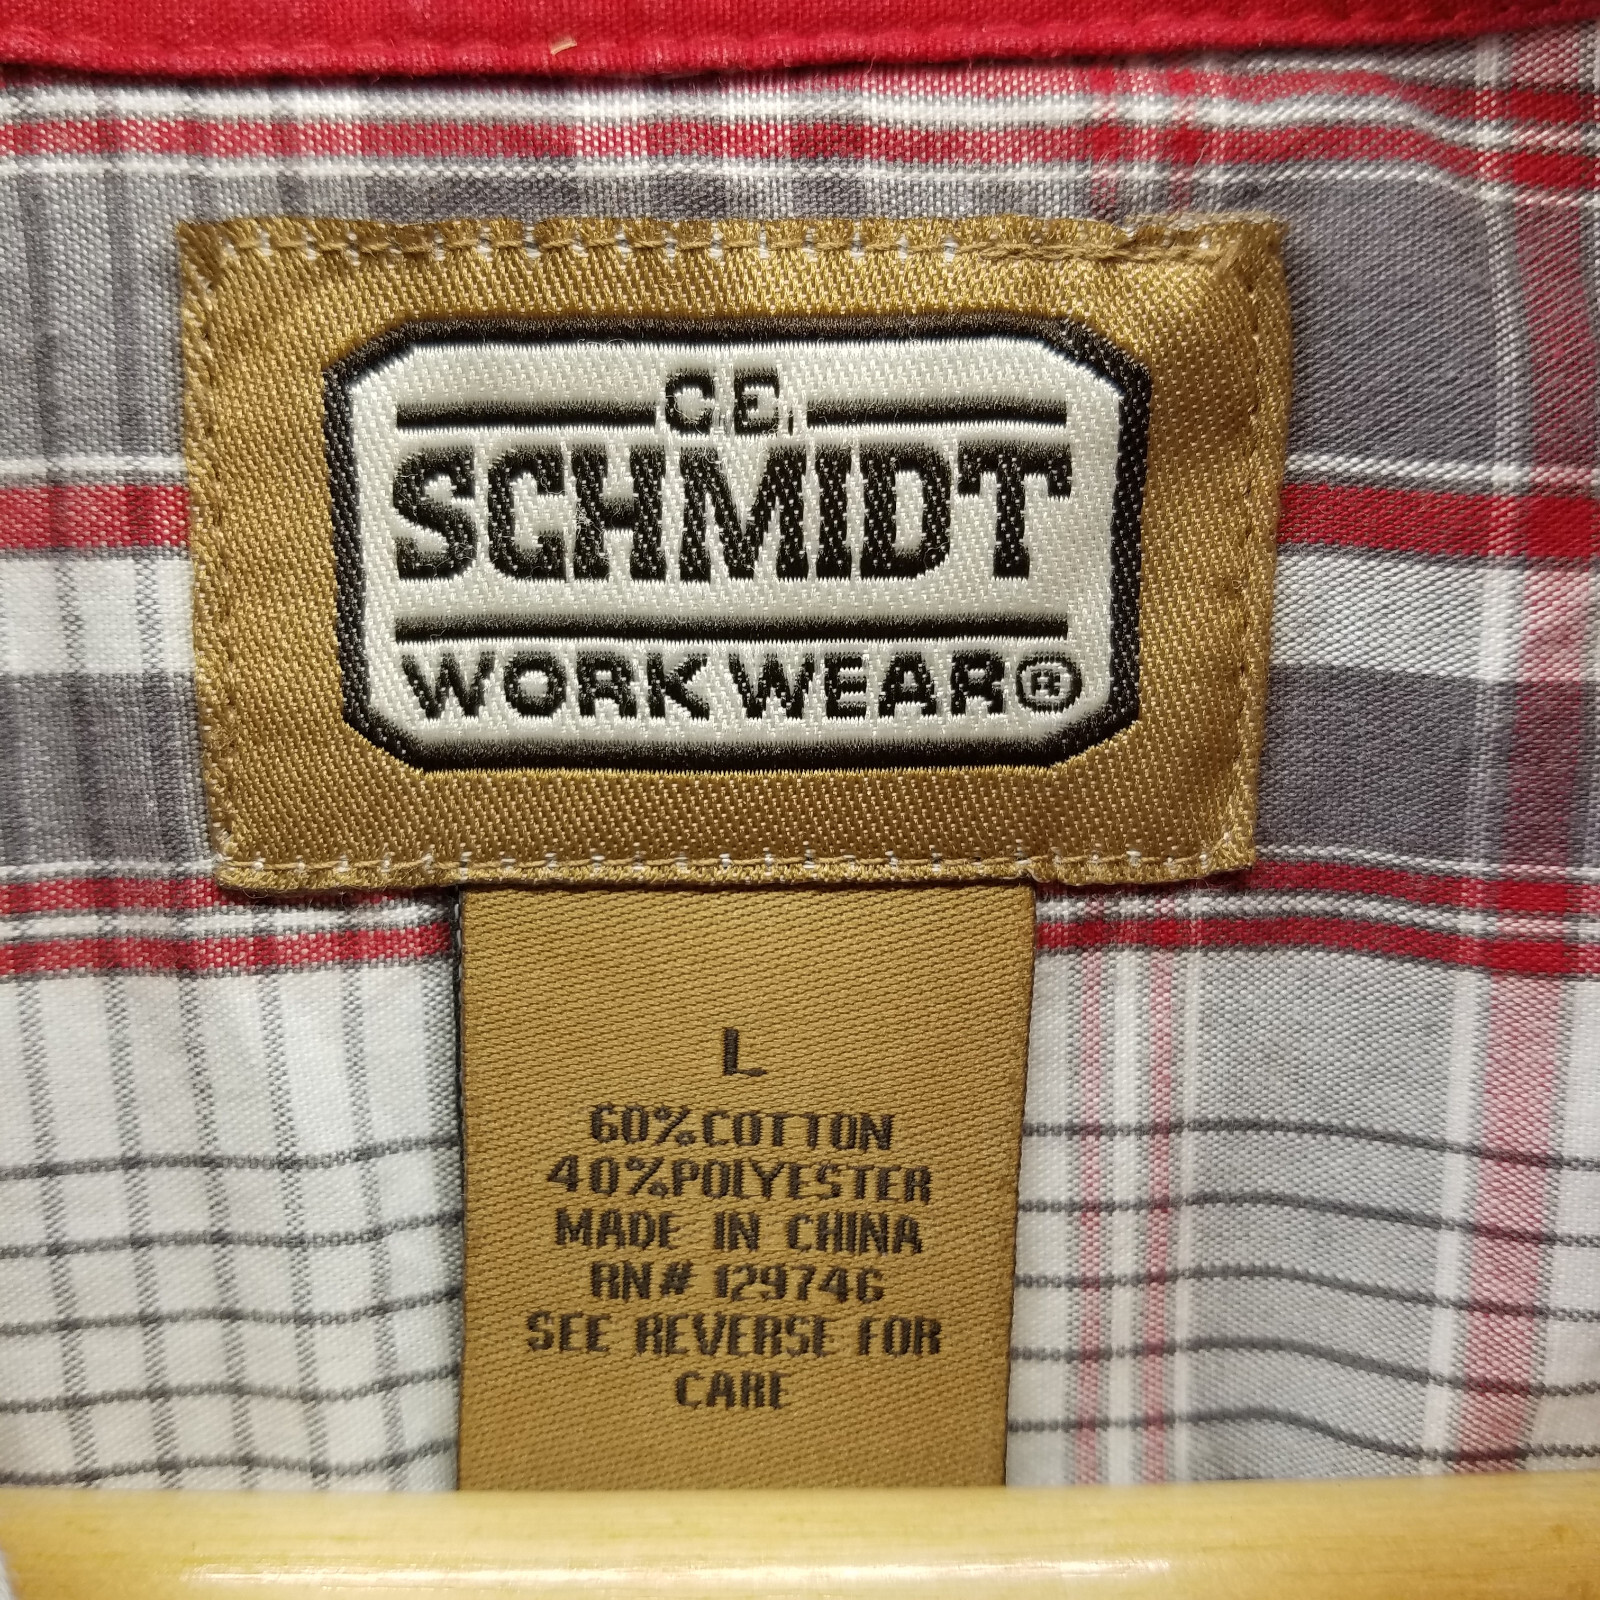 C.E.
SCHMIDT
WORKWEAR®
L
60%COTTON
40%POLYESTER
MADE IN CHINA
RN# 129746
SEE REVERSE FOR
CARE